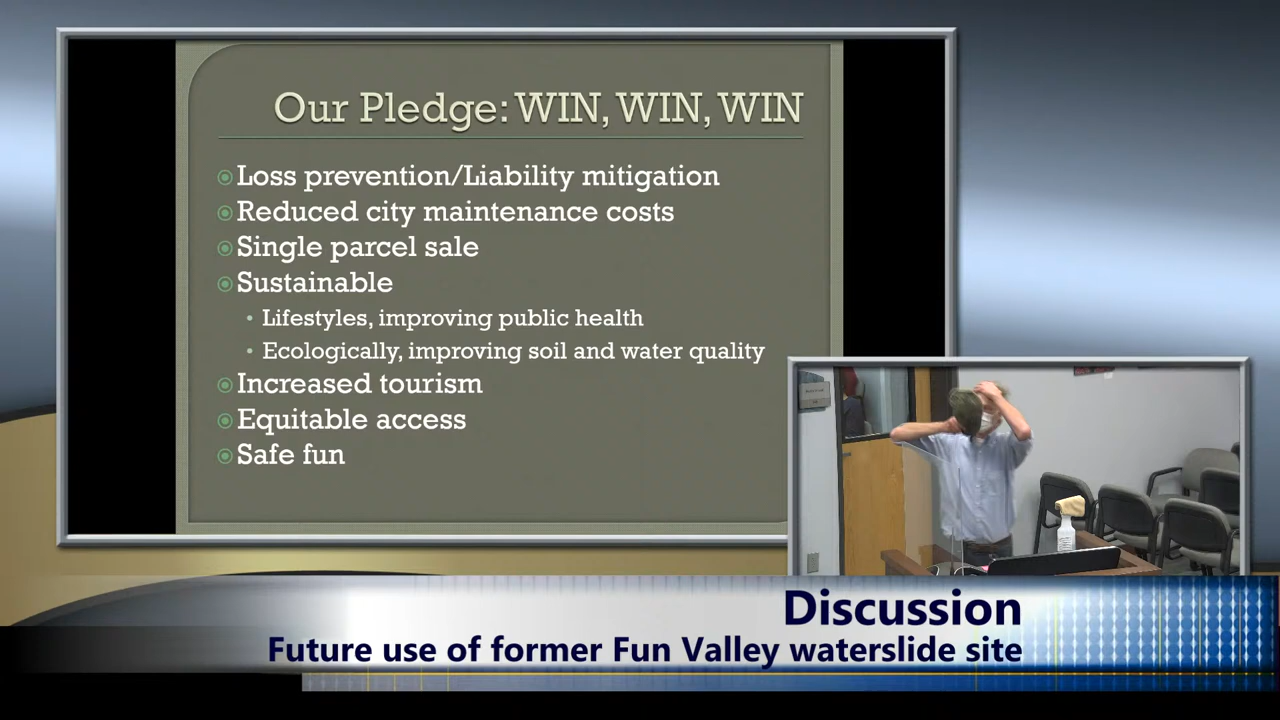 Our Pledge: WIN, WIN, WIN
Loss prevention/Liability mitigation
Reduced city maintenance costs
Single parcel sale
Sustainable
Lifestyles, improving public health
Ecologically, improving soil and water quality
Increased tourism
Equitable access
Safe fun
Discussion
Future use of former Fun Valley waterslide site